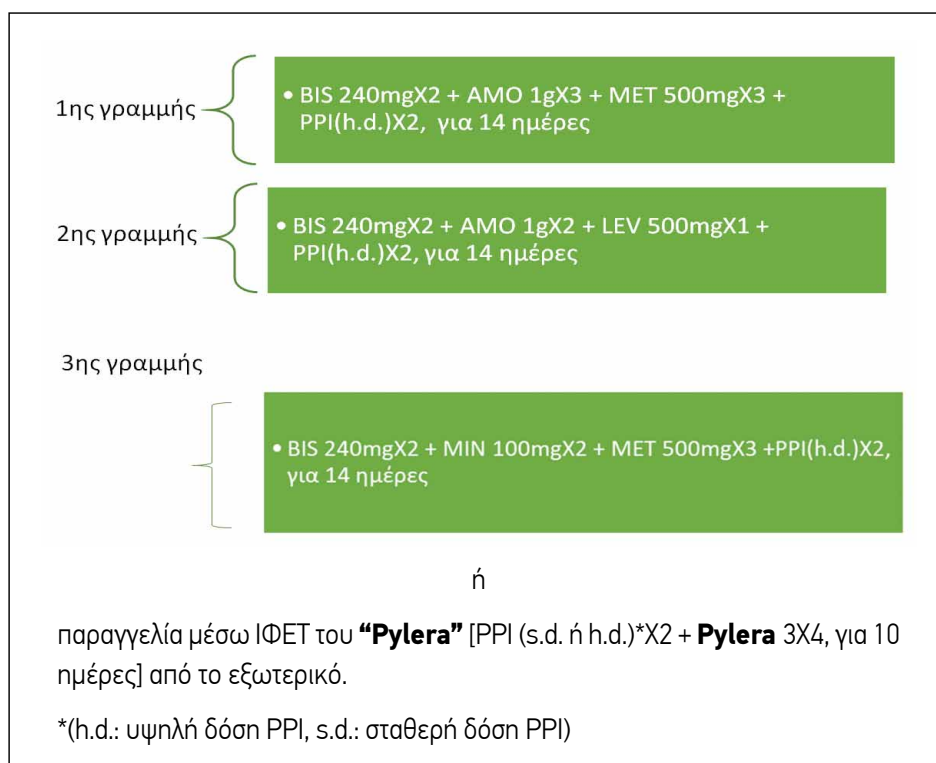 1ης γραμμής
• BIS 240mgX2 + AMO 1gX3 + MET 500mgX3 +
PPI(h.d.)X2, για 14 ημέρες
2ης γραμμής
• BIS 240mgX2 + AMO 1gX2 + LEV 500mgX1 +
PPI(h.d.)X2, για 14 ημέρες
3ης γραμμής
• BIS 240mgX2 + MIN 100mgX2 + MET 500mgX3 +PPI(h.d.)X2,
για 14 ημέρες
ή
παραγγελία μέσω ΙΦΕΤ του “Pylera” [PPI (s.d. ή h.d.)*X2 + Pylera 3X4, για 10
ημέρες] από το εξωτερικό.
*(h.d.: υψηλή δόση PPI, s.d.: σταθερή δόση PPI)